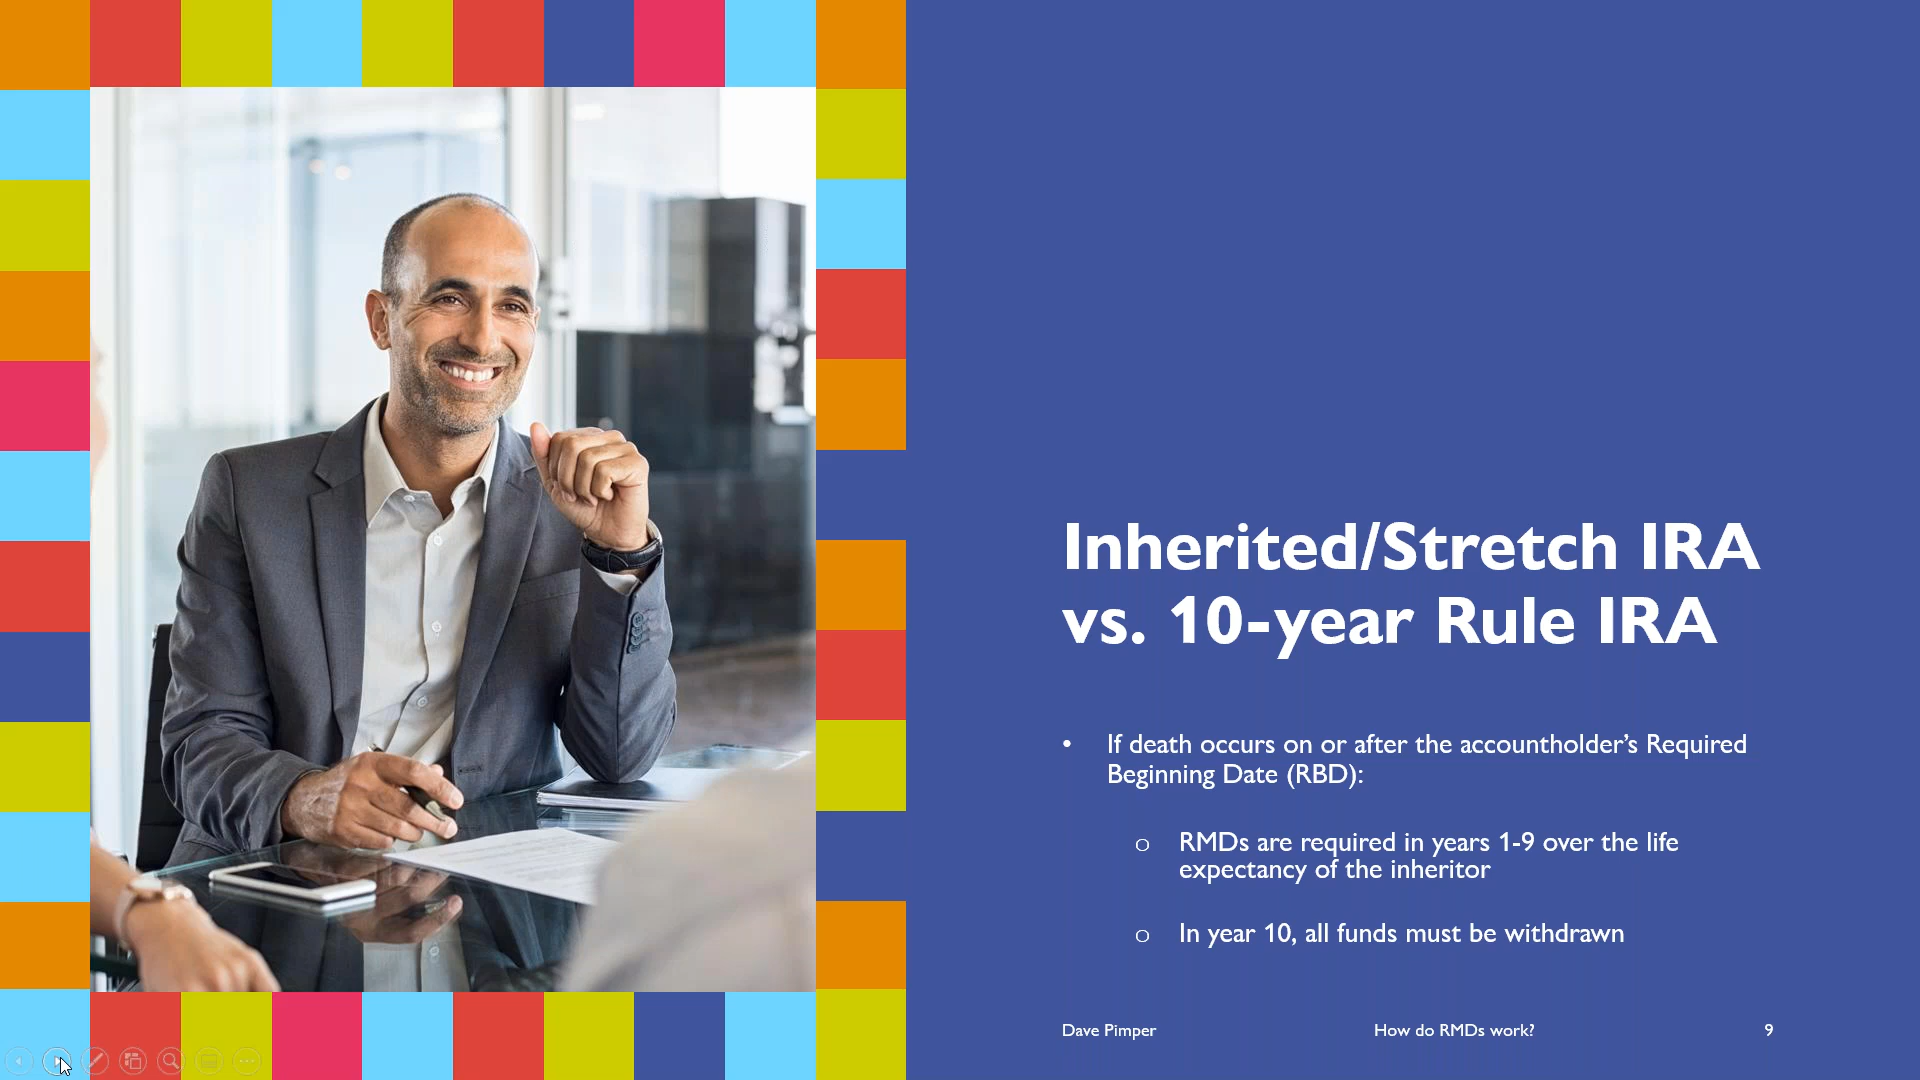 Inherited/Stretch IRA
vs. 10-year Rule IRA
• If death occurs on or after the accountholder’s Required
Beginning Date (RBD):
o RMDs are required in years 1-9 over the life
expectancy of the inheritor
o In year 10, all funds must be withdrawn
Dave Pimper
How do RMDs work?
9